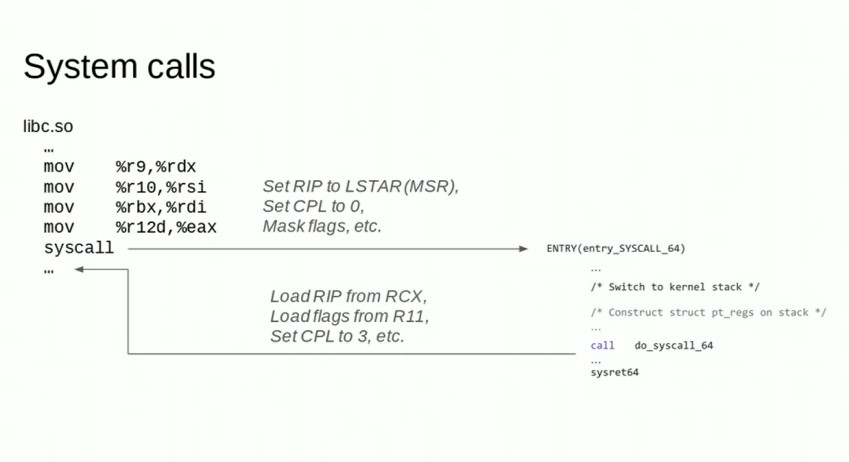 System calls
libc.so
…
mov %r9,%rdx
mov %r10,%rsi
mov %rbx,%rdi
mov %r12d,%eax
syscall
…
Set RIP to LSTAR(MSR),
Set CPL to 0,
Mask flags, etc.
ENTRY(entry_SYSCALL_64)
…
/* Switch to kernel stack */
/* Construct struct pt_regs on stack */
…
call do_syscall_64
…
sysret64
Load RIP from RCX,
Load flags from R11,
Set CPL to 3, etc.